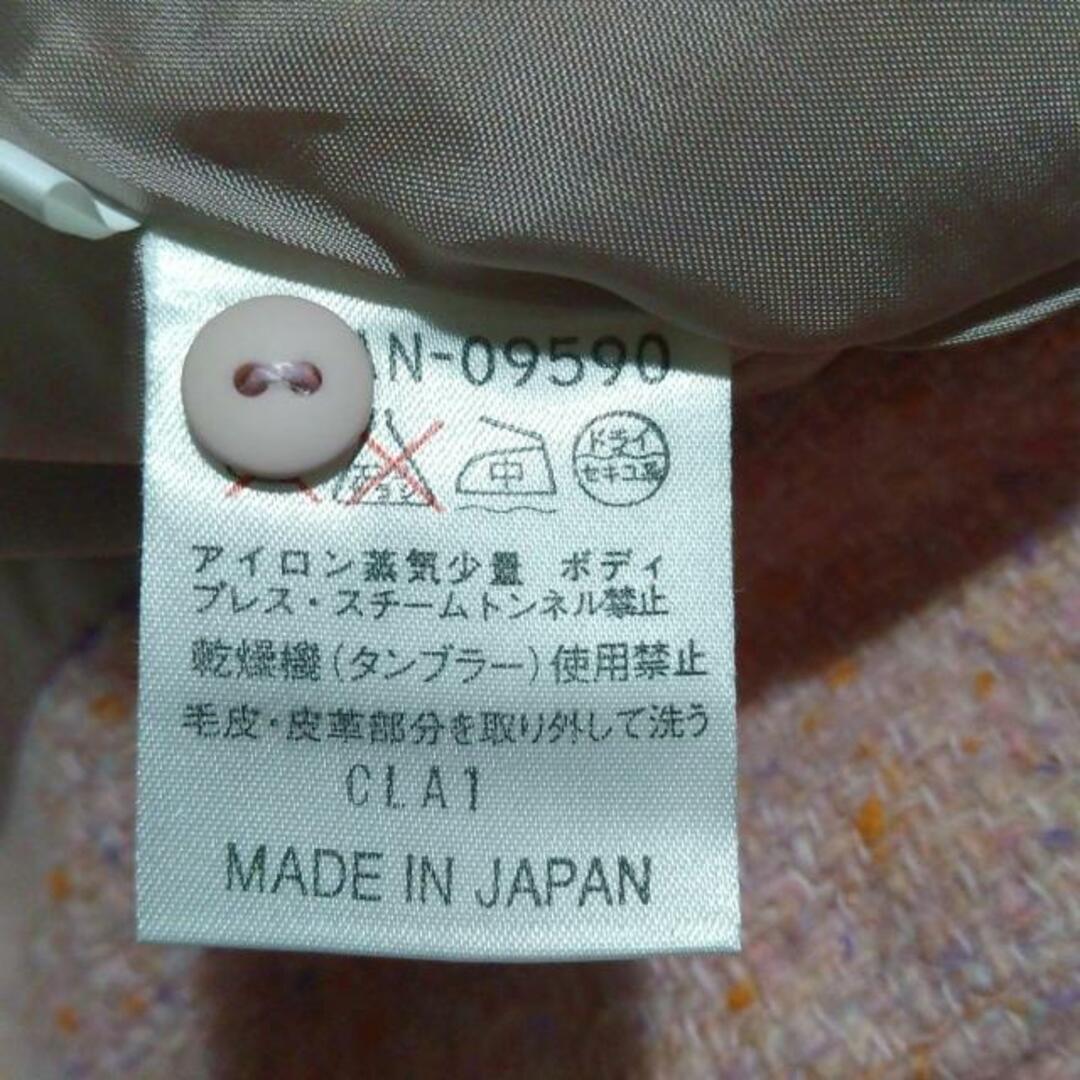 AN-09590
中
ドライ
セキユ系
アイロン蒸気少量 ボディ
プレス・スチームトンネル禁止
乾燥機(タンブラー)使用禁止
毛皮・皮革部分を取り外して洗う
CLA1
MADE IN JAPAN